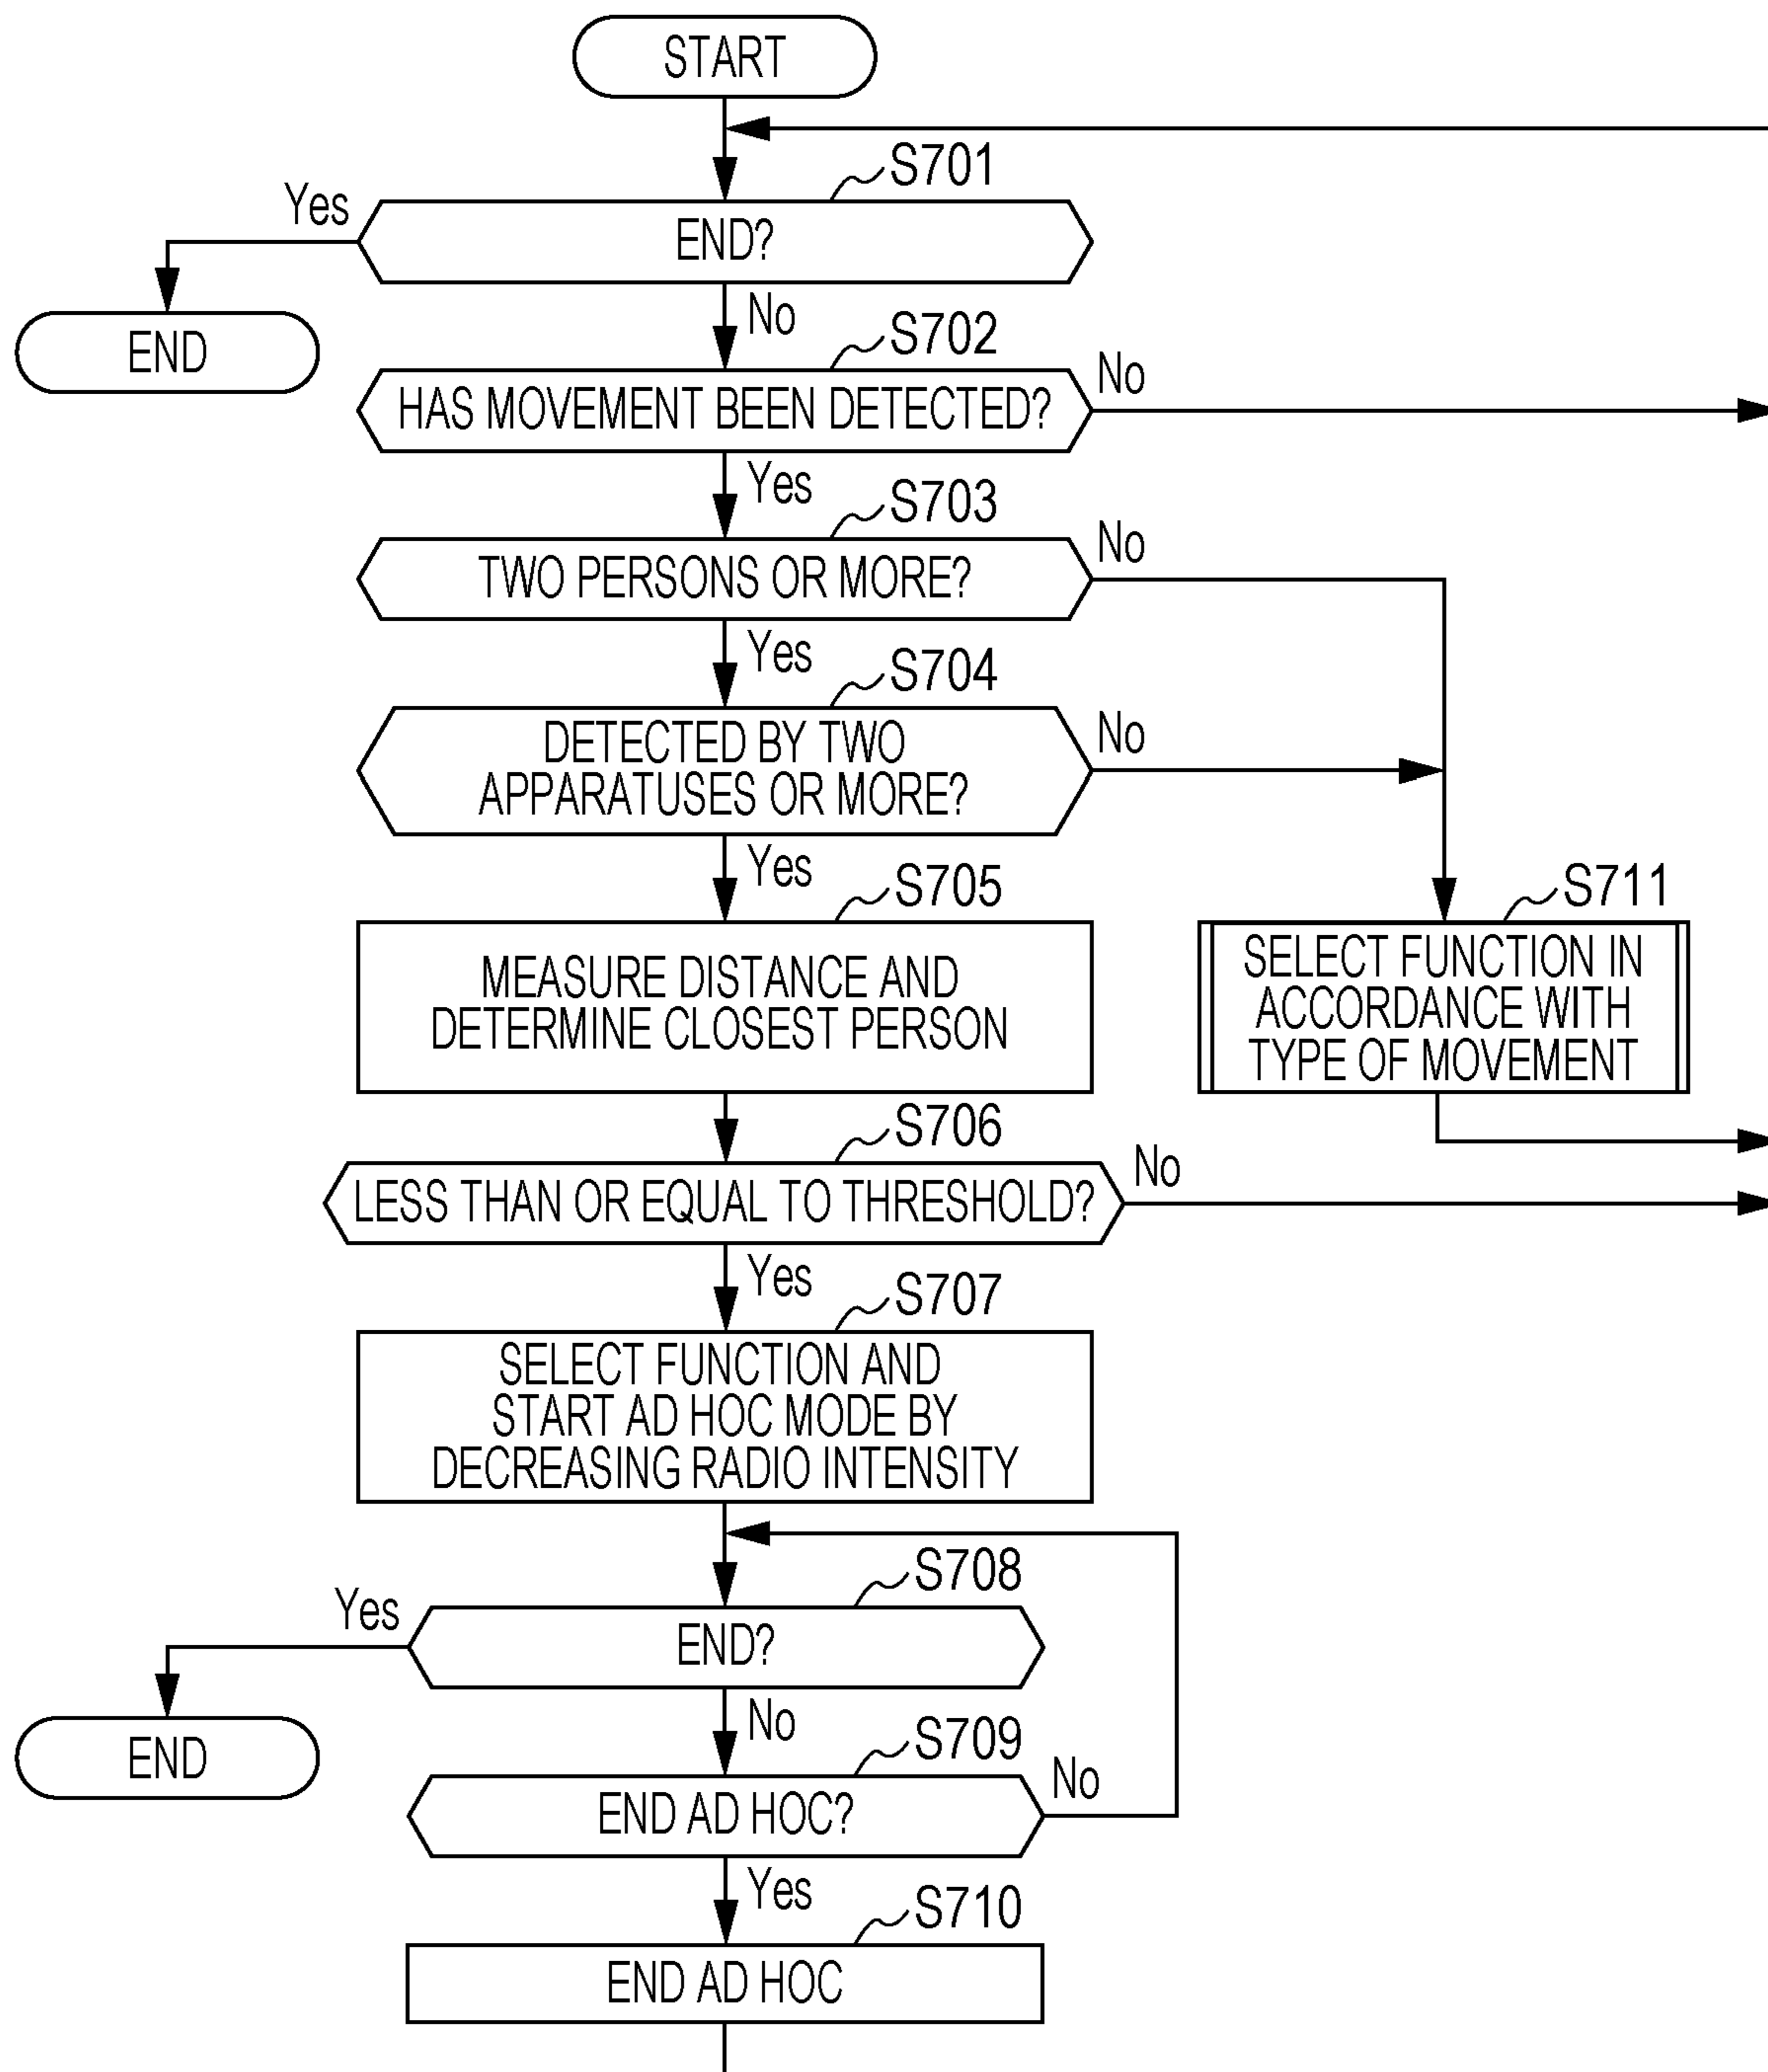 START
S701
Yes
END?
END
No
S702
HAS MOVEMENT BEEN DETECTED?
No
Yes
S703
TWO PERSONS OR MORE?
No
Yes
S704
DETECTED BY TWO
APPARATUSES OR MORE?
No
Yes
S705
MEASURE DISTANCE AND
DETERMINE CLOSEST PERSON
S711
SELECT FUNCTION IN
ACCORDANCE WITH
TYPE OF MOVEMENT
S706
LESS THAN OR EQUAL TO THRESHOLD?
No
Yes
S707
SELECT FUNCTION AND
START AD HOC MODE BY
DECREASING RADIO INTENSITY
S708
Yes
END?
END
No
S709
END AD HOC?
No
Yes
S710
END AD HOC